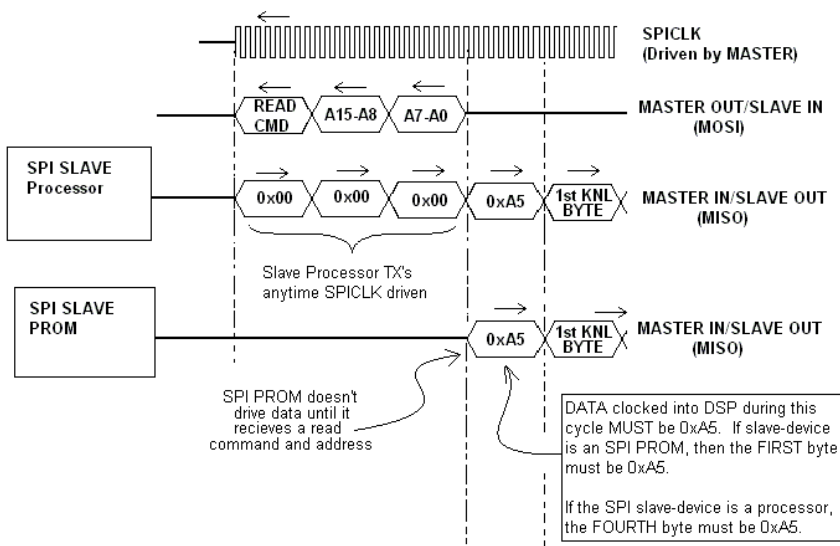 SPICLK
(Driven by MASTER)
READ
CMD
A15-A8
A7-A0
MASTER OUT/SLAVE IN
(MOSI)
SPI SLAVE
Processor
0x00
0x00
0x00
0xA5
1st KNL
BYTE
MASTER IN/SLAVE OUT
(MISO)
Slave Processor TX's
anytime SPICLK driven
SPI SLAVE
PROM
0xA5
1st KNL
BYTE
MASTER IN/SLAVE OUT
(MISO)
SPI PROM doesn't
drive data until it
recieves a read
command and address
DATA clocked into DSP during this
cycle MUST be 0xA5. If slave-device
is an SPI PROM, then the FIRST byte
must be 0xA5.
If the SPI slave-device is a processor,
the FOURTH byte must be 0xA5.